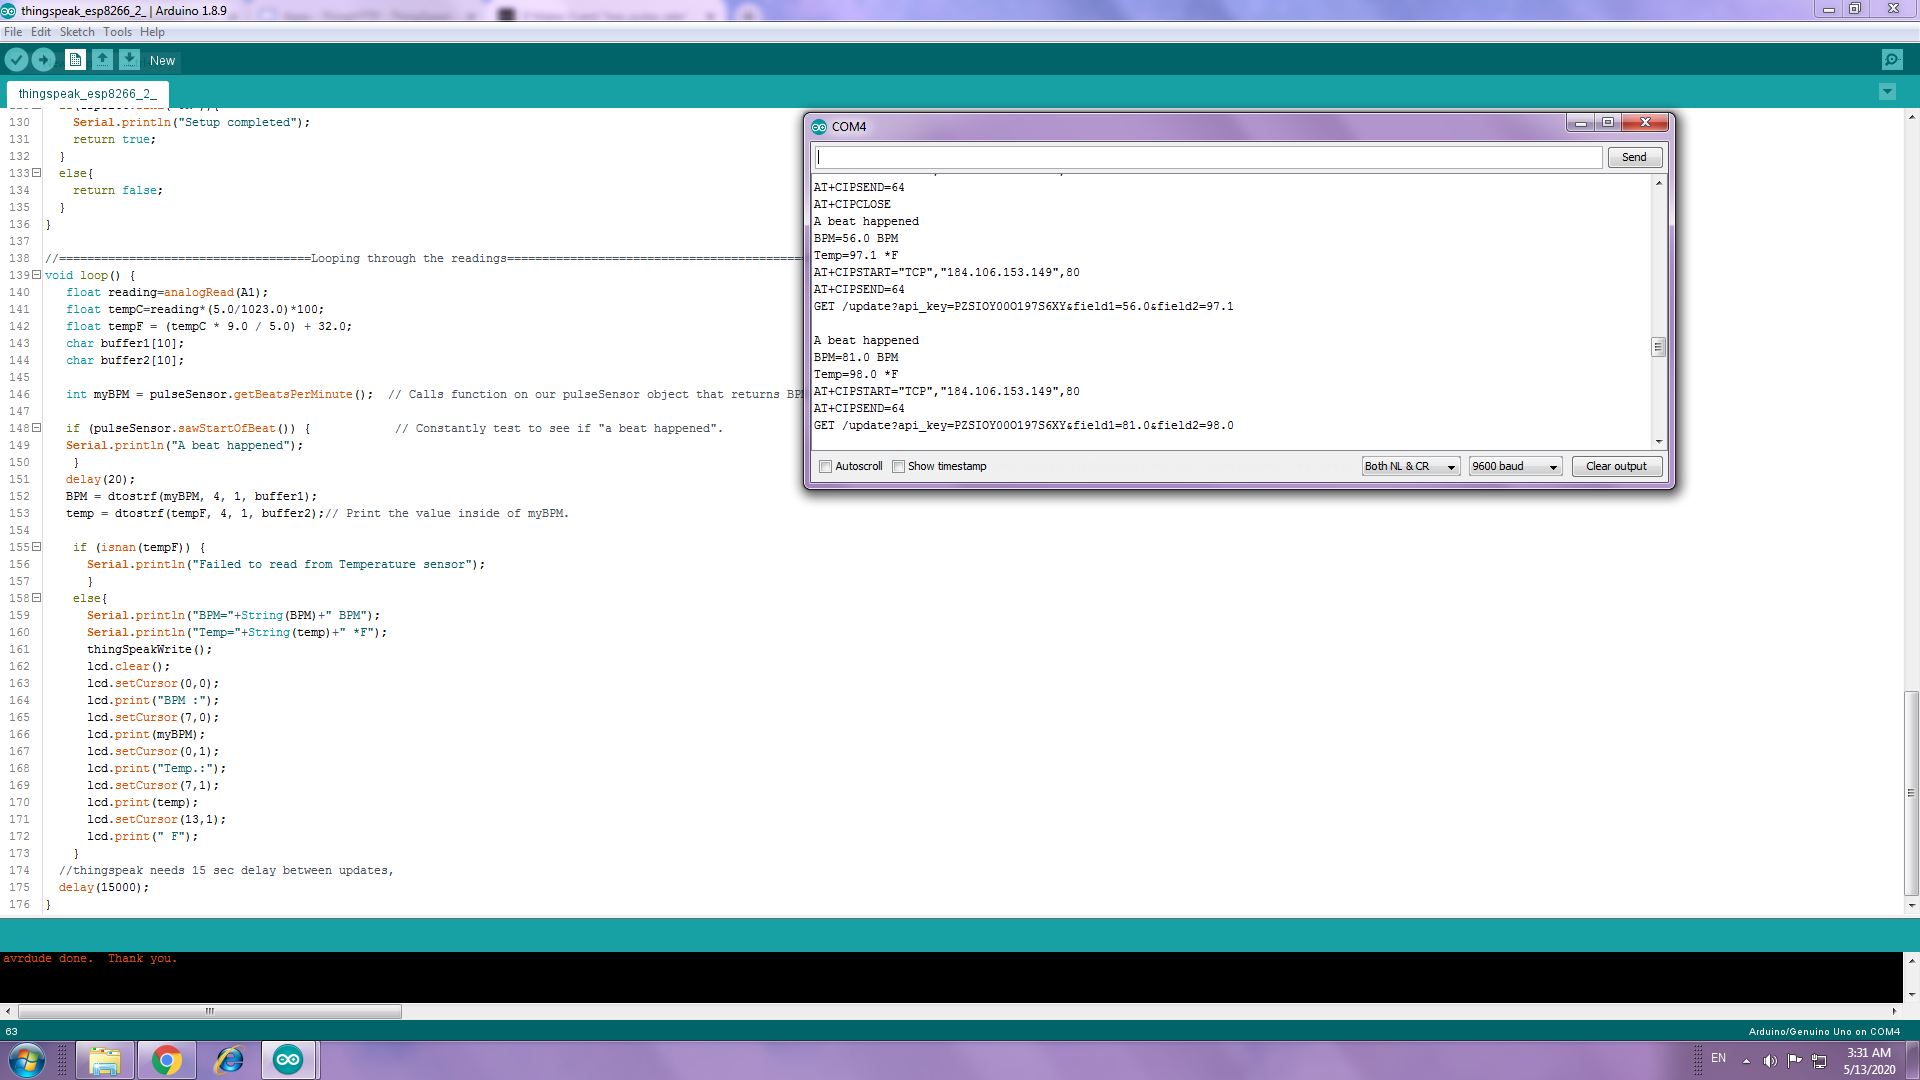 thingspeak_esp8266_2_ | Arduino 1.8.9
File Edit Sketch Tools Help
New
thingspeak_esp8266_2_
130 Serial.println("Setup completed");
131 return true;
132 }
133 else{
134 return false;
135 }
136 }
137
138 //====================================Looping through the readings===========================================
139 void loop() {
140 float reading=analogRead(A1);
141 float tempC=reading*(5.0/1023.0)*100;
142 float tempF = (tempC * 9.0 / 5.0) + 32.0;
143 char buffer1[10];
144 char buffer2[10];
145
146 int myBPM = pulseSensor.getBeatsPerMinute(); // Calls function on our pulseSensor object that returns BPM
147
148 if (pulseSensor.sawStartOfBeat()) { // Constantly test to see if "a beat happened".
149 Serial.println("A beat happened");
150 }
151 delay(20);
152 BPM = dtostrf(myBPM, 4, 1, buffer1);
153 temp = dtostrf(tempF, 4, 1, buffer2);// Print the value inside of myBPM.
154
155 if (isnan(tempF)) {
156 Serial.println("Failed to read from Temperature sensor");
157 }
158 else{
159 Serial.println("BPM="+String(BPM)+" BPM");
160 Serial.println("Temp="+String(temp)+" *F");
161 thingSpeakWrite();
162 lcd.clear();
163 lcd.setCursor(0,0);
164 lcd.print("BPM :");
165 lcd.setCursor(7,0);
166 lcd.print(myBPM);
167 lcd.setCursor(0,1);
168 lcd.print("Temp.:");
169 lcd.setCursor(7,1);
170 lcd.print(temp);
171 lcd.setCursor(13,1);
172 lcd.print(" F");
173 }
174 //thingspeak needs 15 sec delay between updates,
175 delay(15000);
176 }
COM4
Send
AT+CIPSEND=64
AT+CIPCLOSE
A beat happened
BPM=56.0 BPM
Temp=97.1 *F
AT+CIPSTART="TCP","184.106.153.149",80
AT+CIPSEND=64
GET /update?api_key=PZSIOY00O197S6XY&field1=56.0&field2=97.1
A beat happened
BPM=81.0 BPM
Temp=98.0 *F
AT+CIPSTART="TCP","184.106.153.149",80
AT+CIPSEND=64
GET /update?api_key=PZSIOY00O197S6XY&field1=81.0&field2=98.0
Autoscroll Show timestamp Both NL & CR 9600 baud Clear output
avrdude done.  Thank you.
63 Arduino/Genuino Uno on COM4
EN 3:31 AM
5/13/2020